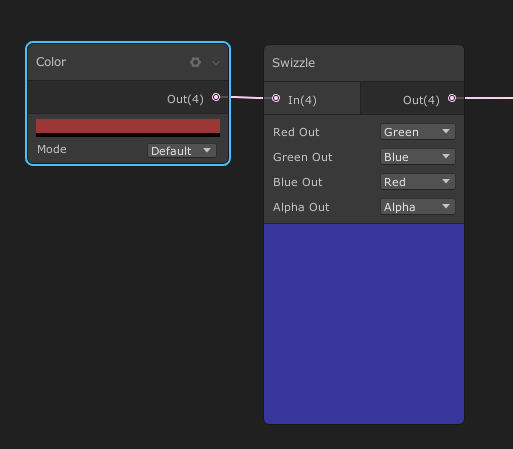 Color
Out(4)
Mode
Default
Swizzle
In(4)
Out(4)
Red Out
Green
Green Out
Blue
Blue Out
Red
Alpha Out
Alpha